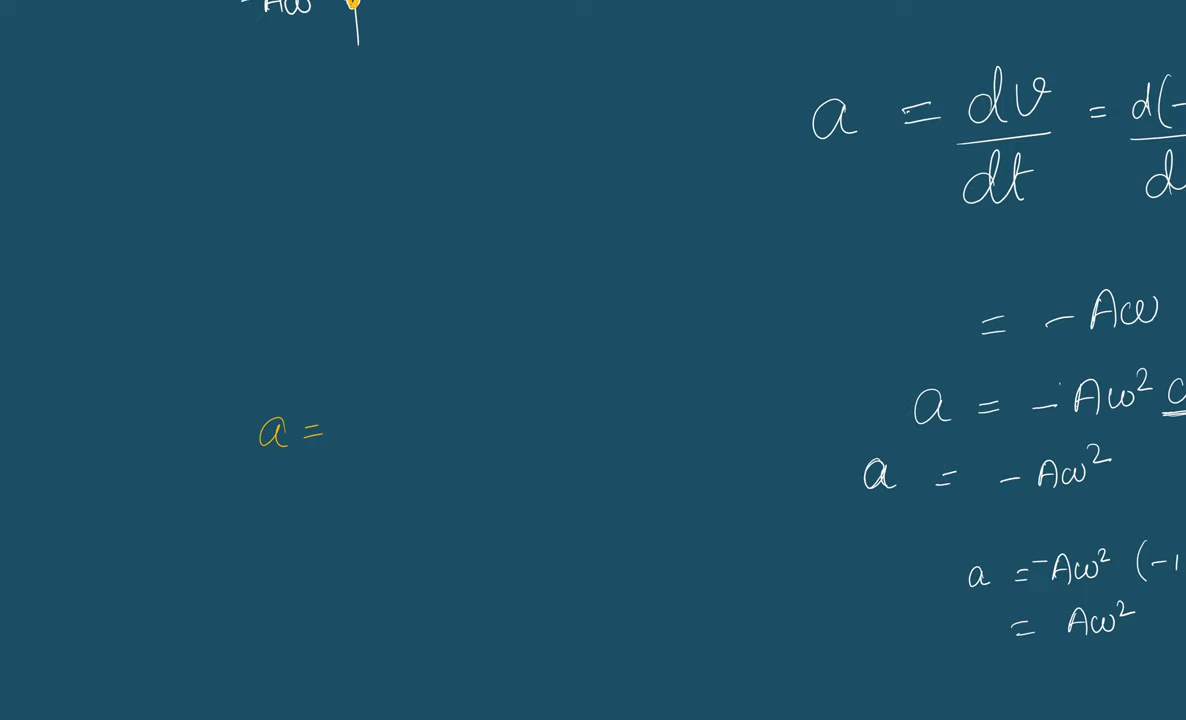 -Aω
a = dv/dt = d(-
d
= - Aω
a = - Aω²
a =
a = - Aω²
a = -Aω² (-1
= Aω²